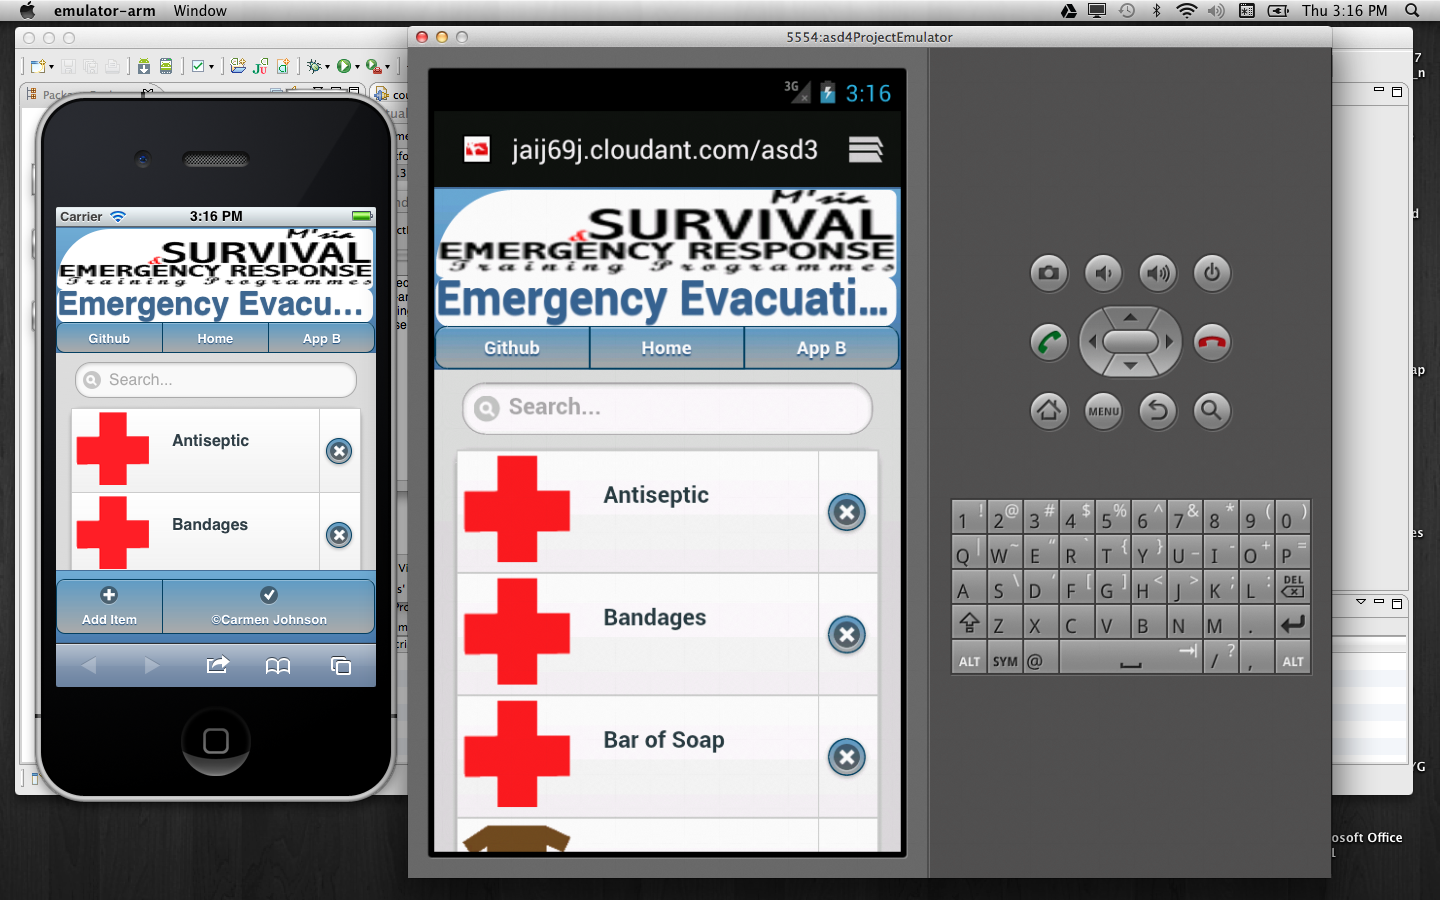 emulator-arm Window
Thu 3:16 PM
5554:asd4ProjectEmulator
Carrier
3:16 PM
M'sia
& SURVIVAL
EMERGENCY RESPONSE
Training Programmes
Emergency Evacu...
Github Home App B
Search...
Antiseptic
Bandages
Add Item ©Carmen Johnson
3G 3:16
jaij69j.cloudant.com/asd3
M'sia
& SURVIVAL
EMERGENCY RESPONSE
Training Programmes
Emergency Evacuati...
Github Home App B
Search...
Antiseptic
Bandages
Bar of Soap
MENU
1 ! 2 @ 3 # 4 $ 5 % 6 ^ 7 & 8 * 9 ( 0 )
Q | W ~ E " R ` T { Y } U _ I - O + P =
A S \ D ' F [ G ] H < J > K ; L : DEL
Z X C V B N M .
ALT SYM @ / ? , ALT
osoft Office